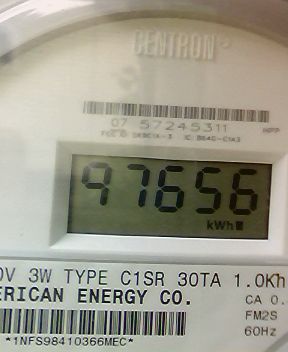 CENTRON
07 57245311
97656
kWh
0V 3W TYPE C1SR 30TA 1.0Kh
ERICAN ENERGY CO.
CA 0.
FM2S
60Hz
*1NFS98410366MEC*